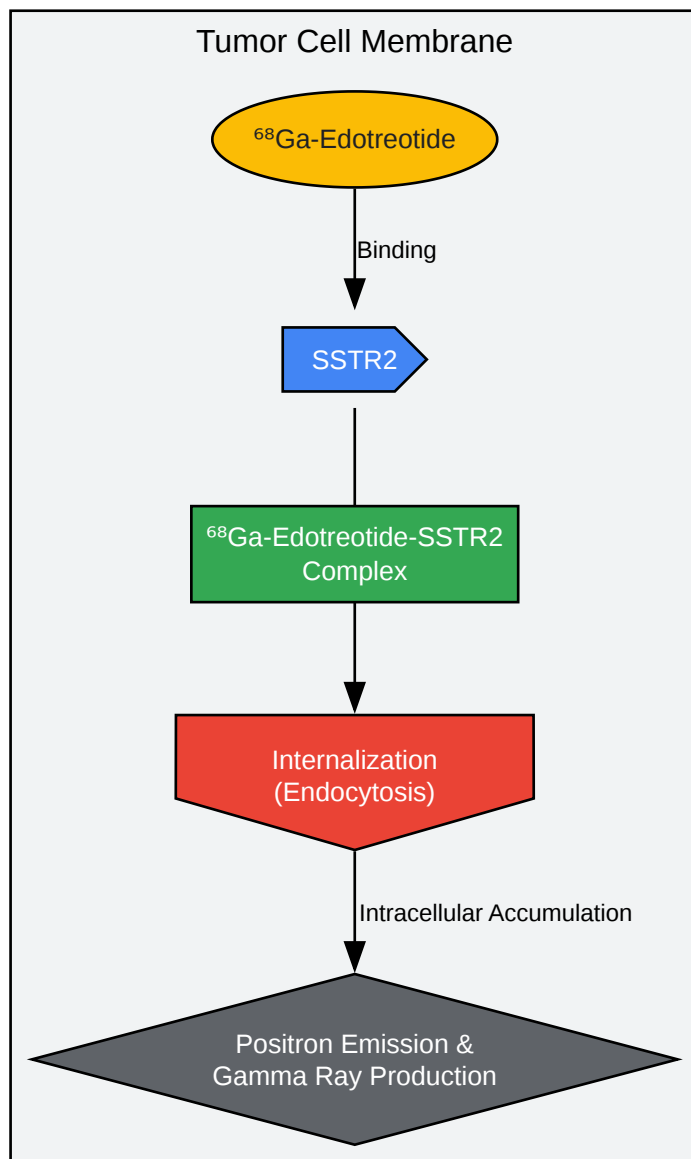 Tumor Cell Membrane
⁶⁸Ga-Edotreotide
Binding
SSTR2
⁶⁸Ga-Edotreotide-SSTR2
Complex
Internalization
(Endocytosis)
Intracellular Accumulation
Positron Emission &
Gamma Ray Production